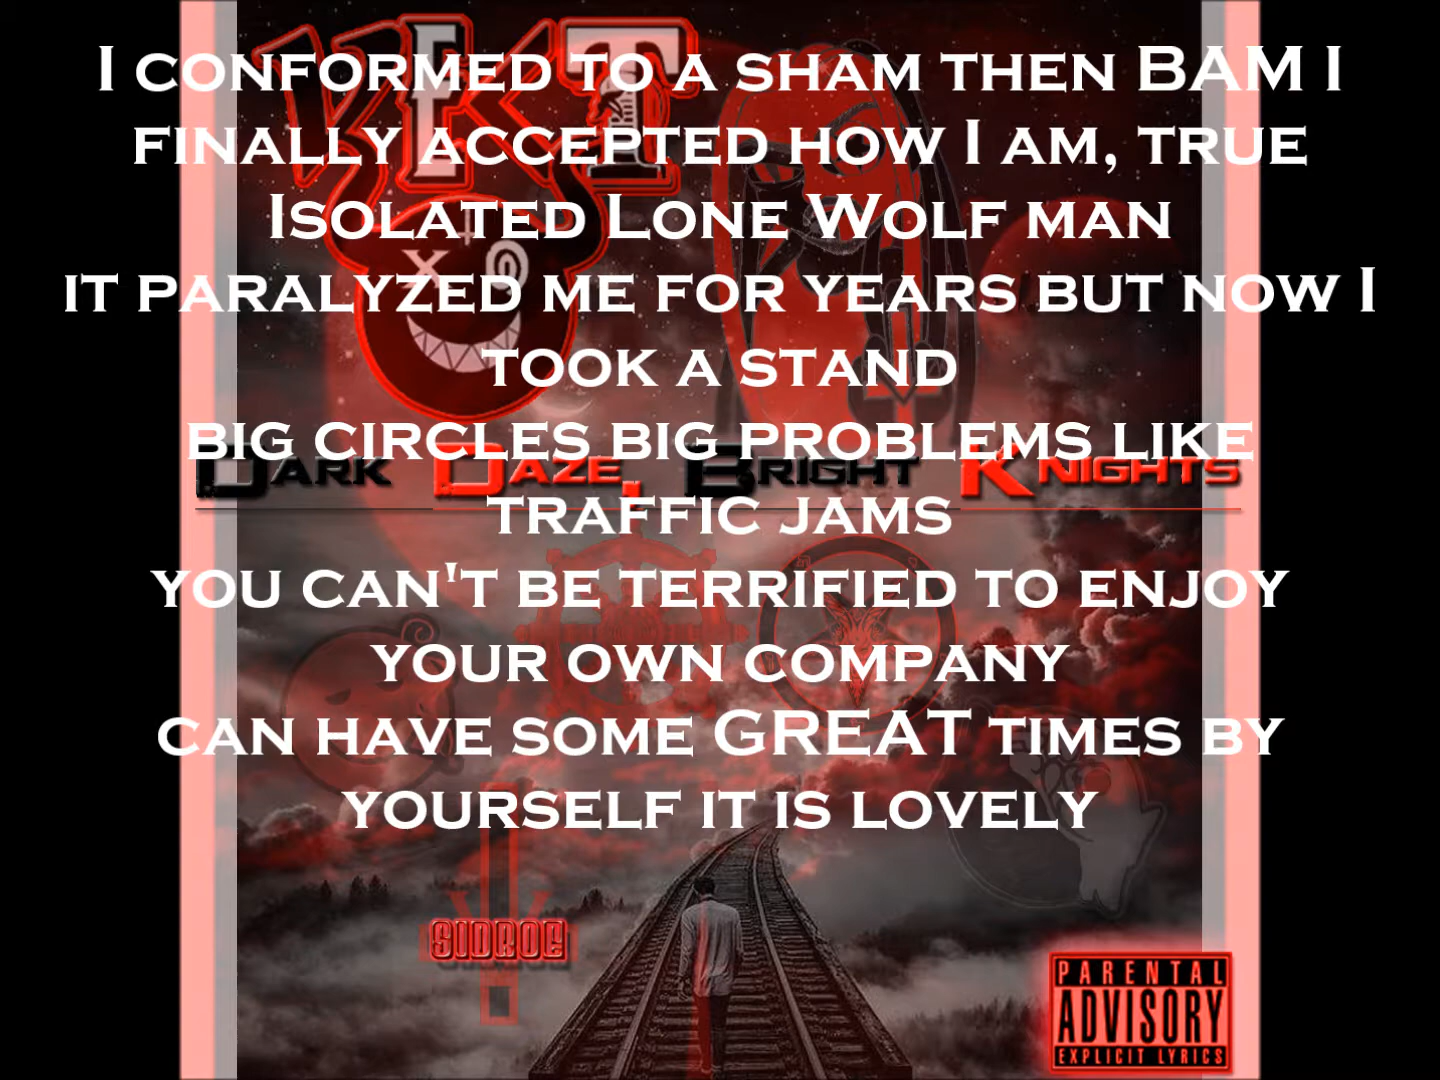 I CONFORMED TO A SHAM THEN BAM I
FINALLY ACCEPTED HOW I AM, TRUE
ISOLATED LONE WOLF MAN
IT PARALYZED ME FOR YEARS BUT NOW I
TOOK A STAND
BIG CIRCLES BIG PROBLEMS LIKE
TRAFFIC JAMS
YOU CAN'T BE TERRIFIED TO ENJOY
YOUR OWN COMPANY
CAN HAVE SOME GREAT TIMES BY
YOURSELF IT IS LOVELY
DARK DAZE, BRIGHT KNIGHTS
SIDROE
PARENTAL
ADVISORY
EXPLICIT LYRICS